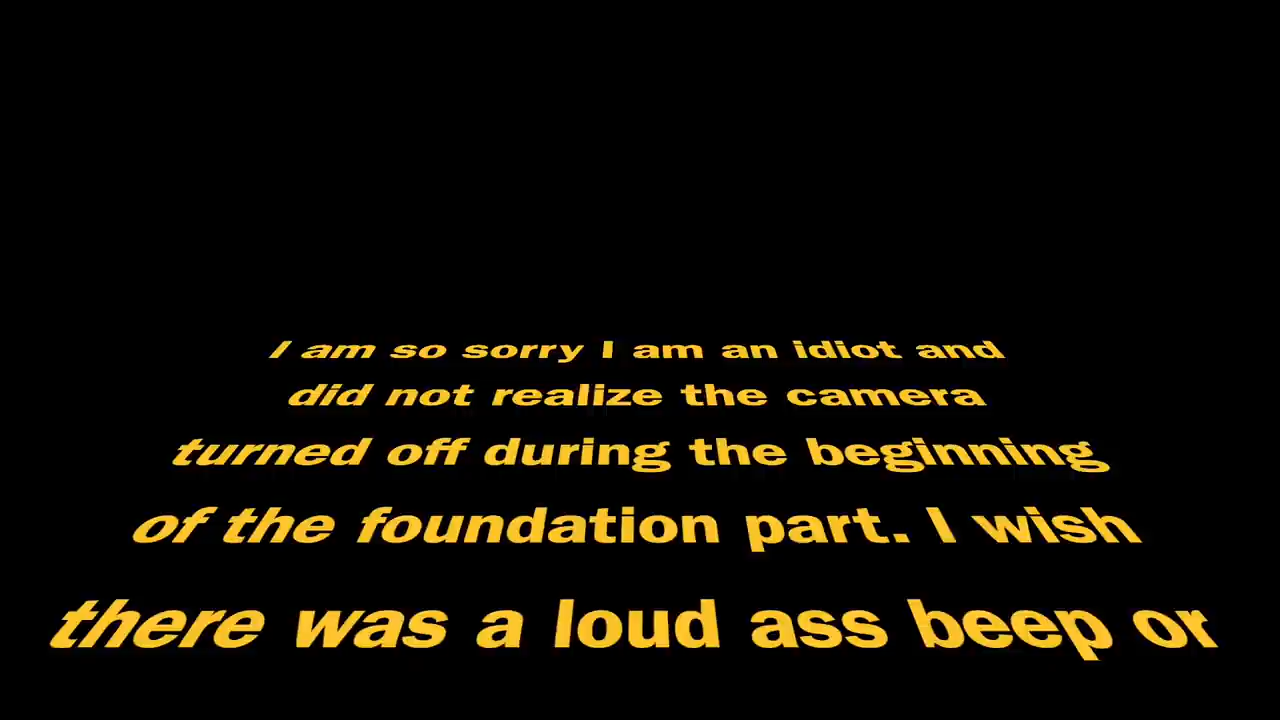 I am so sorry I am an idiot and
did not realize the camera
turned off during the beginning
of the foundation part. I wish
there was a loud ass beep or